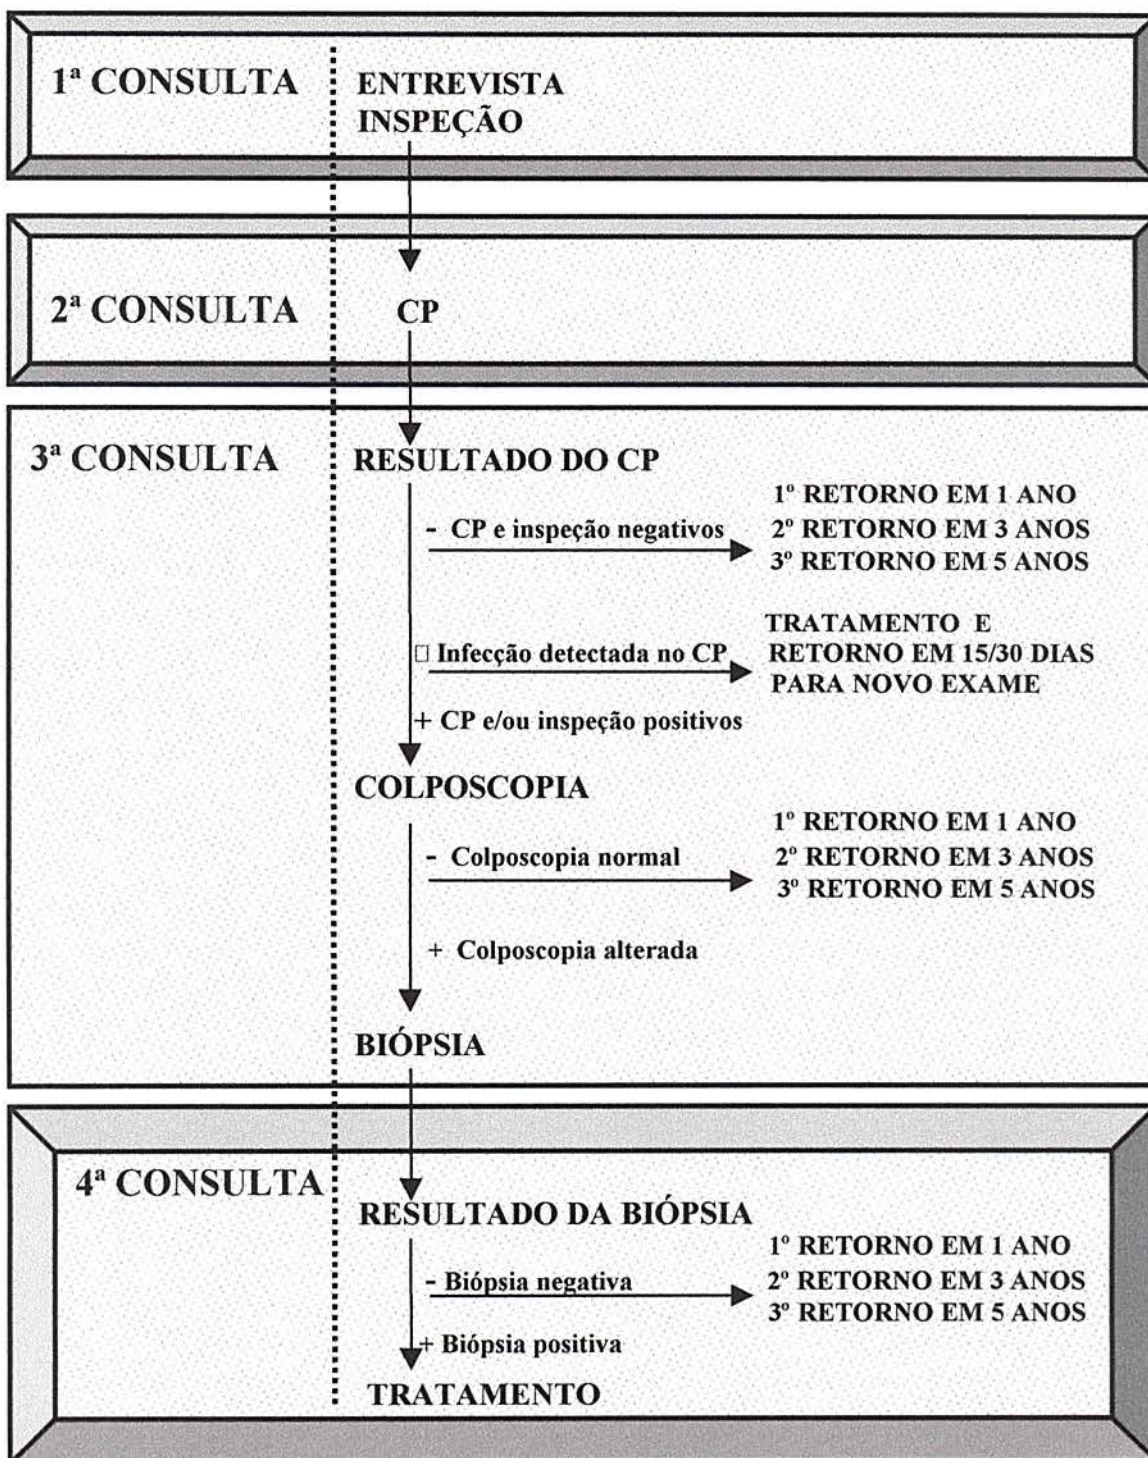 1ª CONSULTA
ENTREVISTA
INSPEÇÃO
2ª CONSULTA
CP
3ª CONSULTA
RESULTADO DO CP
- CP e inspeção negativos
1º RETORNO EM 1 ANO
2º RETORNO EM 3 ANOS
3º RETORNO EM 5 ANOS
□ Infecção detectada no CP
TRATAMENTO E
RETORNO EM 15/30 DIAS
PARA NOVO EXAME
+ CP e/ou inspeção positivos
COLPOSCOPIA
- Colposcopia normal
1º RETORNO EM 1 ANO
2º RETORNO EM 3 ANOS
3º RETORNO EM 5 ANOS
+ Colposcopia alterada
BIÓPSIA
4ª CONSULTA
RESULTADO DA BIÓPSIA
- Biópsia negativa
1º RETORNO EM 1 ANO
2º RETORNO EM 3 ANOS
3º RETORNO EM 5 ANOS
+ Biópsia positiva
TRATAMENTO